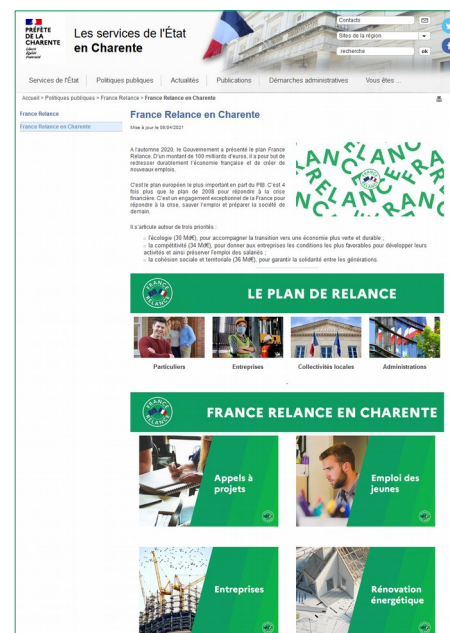 PRÉFÈTE
DE LA
CHARENTE
Liberté
Égalité
Fraternité
Les services de l'État
en Charente
Contacts
Sites de la région
recherche
ok
Services de l'État
Politiques publiques
Actualités
Publications
Démarches administratives
Vous êtes ...
Accueil > Politiques publiques > France Relance > France Relance en Charente
France Relance
France Relance en Charente
France Relance en Charente
Mise à jour le 08/04/2021
A l'automne 2020, le Gouvernement a présenté le plan France
Relance. D'un montant de 100 milliards d'euros, il a pour but de
redresser durablement l'économie française et de créer de
nouveaux emplois.
C'est le plan européen le plus important en part du PIB. C'est 4
fois plus que le plan de 2008 pour répondre à la crise
financière. C'est un engagement exceptionnel de la France pour
répondre à la crise, sauver l'emploi et préparer la société de
demain.
Il s'articule autour de trois priorités :
l'écologie (30 Md€), pour accompagner la transition vers une économie plus verte et durable ;
la compétitivité (34 Md€), pour donner aux entreprises les conditions les plus favorables pour développer leurs
activités et ainsi préserver l'emploi des salariés ;
la cohésion sociale et territoriale (36 Md€), pour garantir la solidarité entre les générations.
FRANCE
RELANCE
LE PLAN DE RELANCE
Particuliers
Entreprises
Collectivités locales
Administrations
FRANCE
RELANCE
FRANCE RELANCE EN CHARENTE
Appels à
projets
Emploi des
jeunes
Entreprises
Rénovation
énergétique